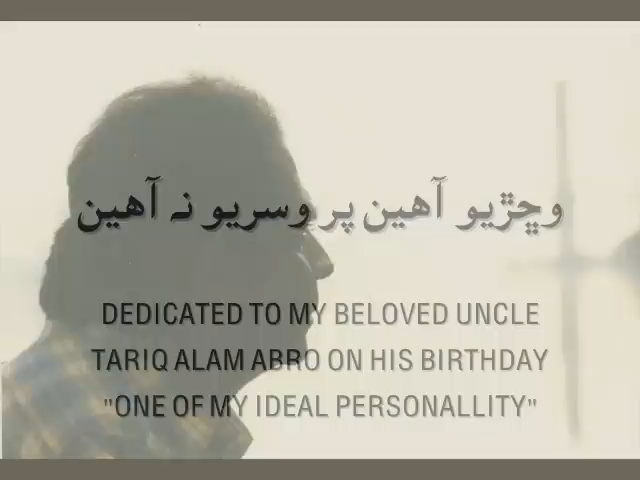 وڇڙيو آهين پر وسريو نہ آهين
DEDICATED TO MY BELOVED UNCLE
TARIQ ALAM ABRO ON HIS BIRTHDAY
"ONE OF MY IDEAL PERSONALLITY"